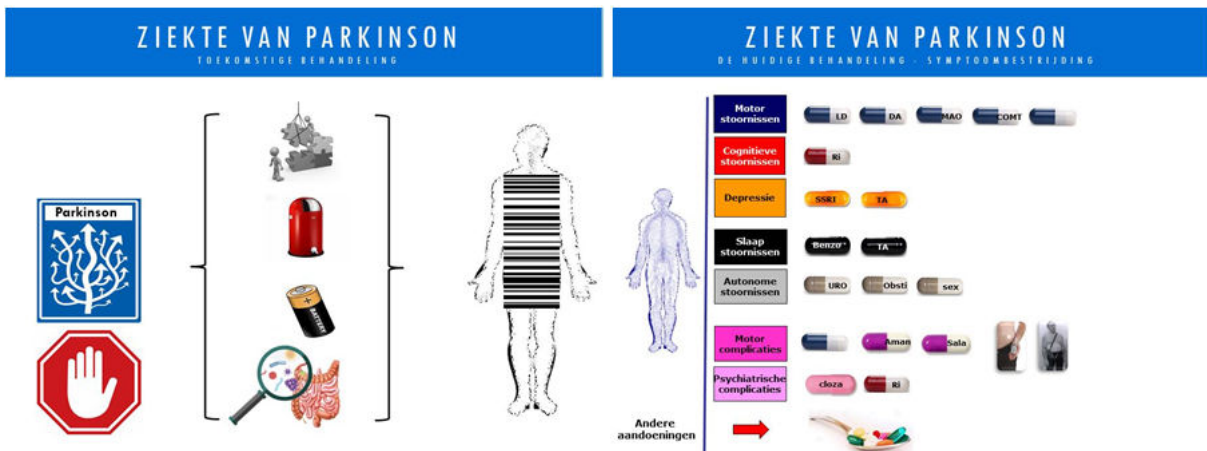 ZIEKTE VAN PARKINSON
TOEKOMSTIGE BEHANDELING
Parkinson
BATTERY
ZIEKTE VAN PARKINSON
DE HUIDIGE BEHANDELING - SYMPTOOMBESTRIJDING
Motor
stoornissen
LD DA MAO COMT
Cognitieve
stoornissen
Ri
Depressie
SSRI TA
Slaap
stoornissen
Benzo TA
Autonome
stoornissen
URO Obsti sex
Motor
complicaties
Aman Sala
Psychiatrische
complicaties
cloza Ri
Andere
aandoeningen